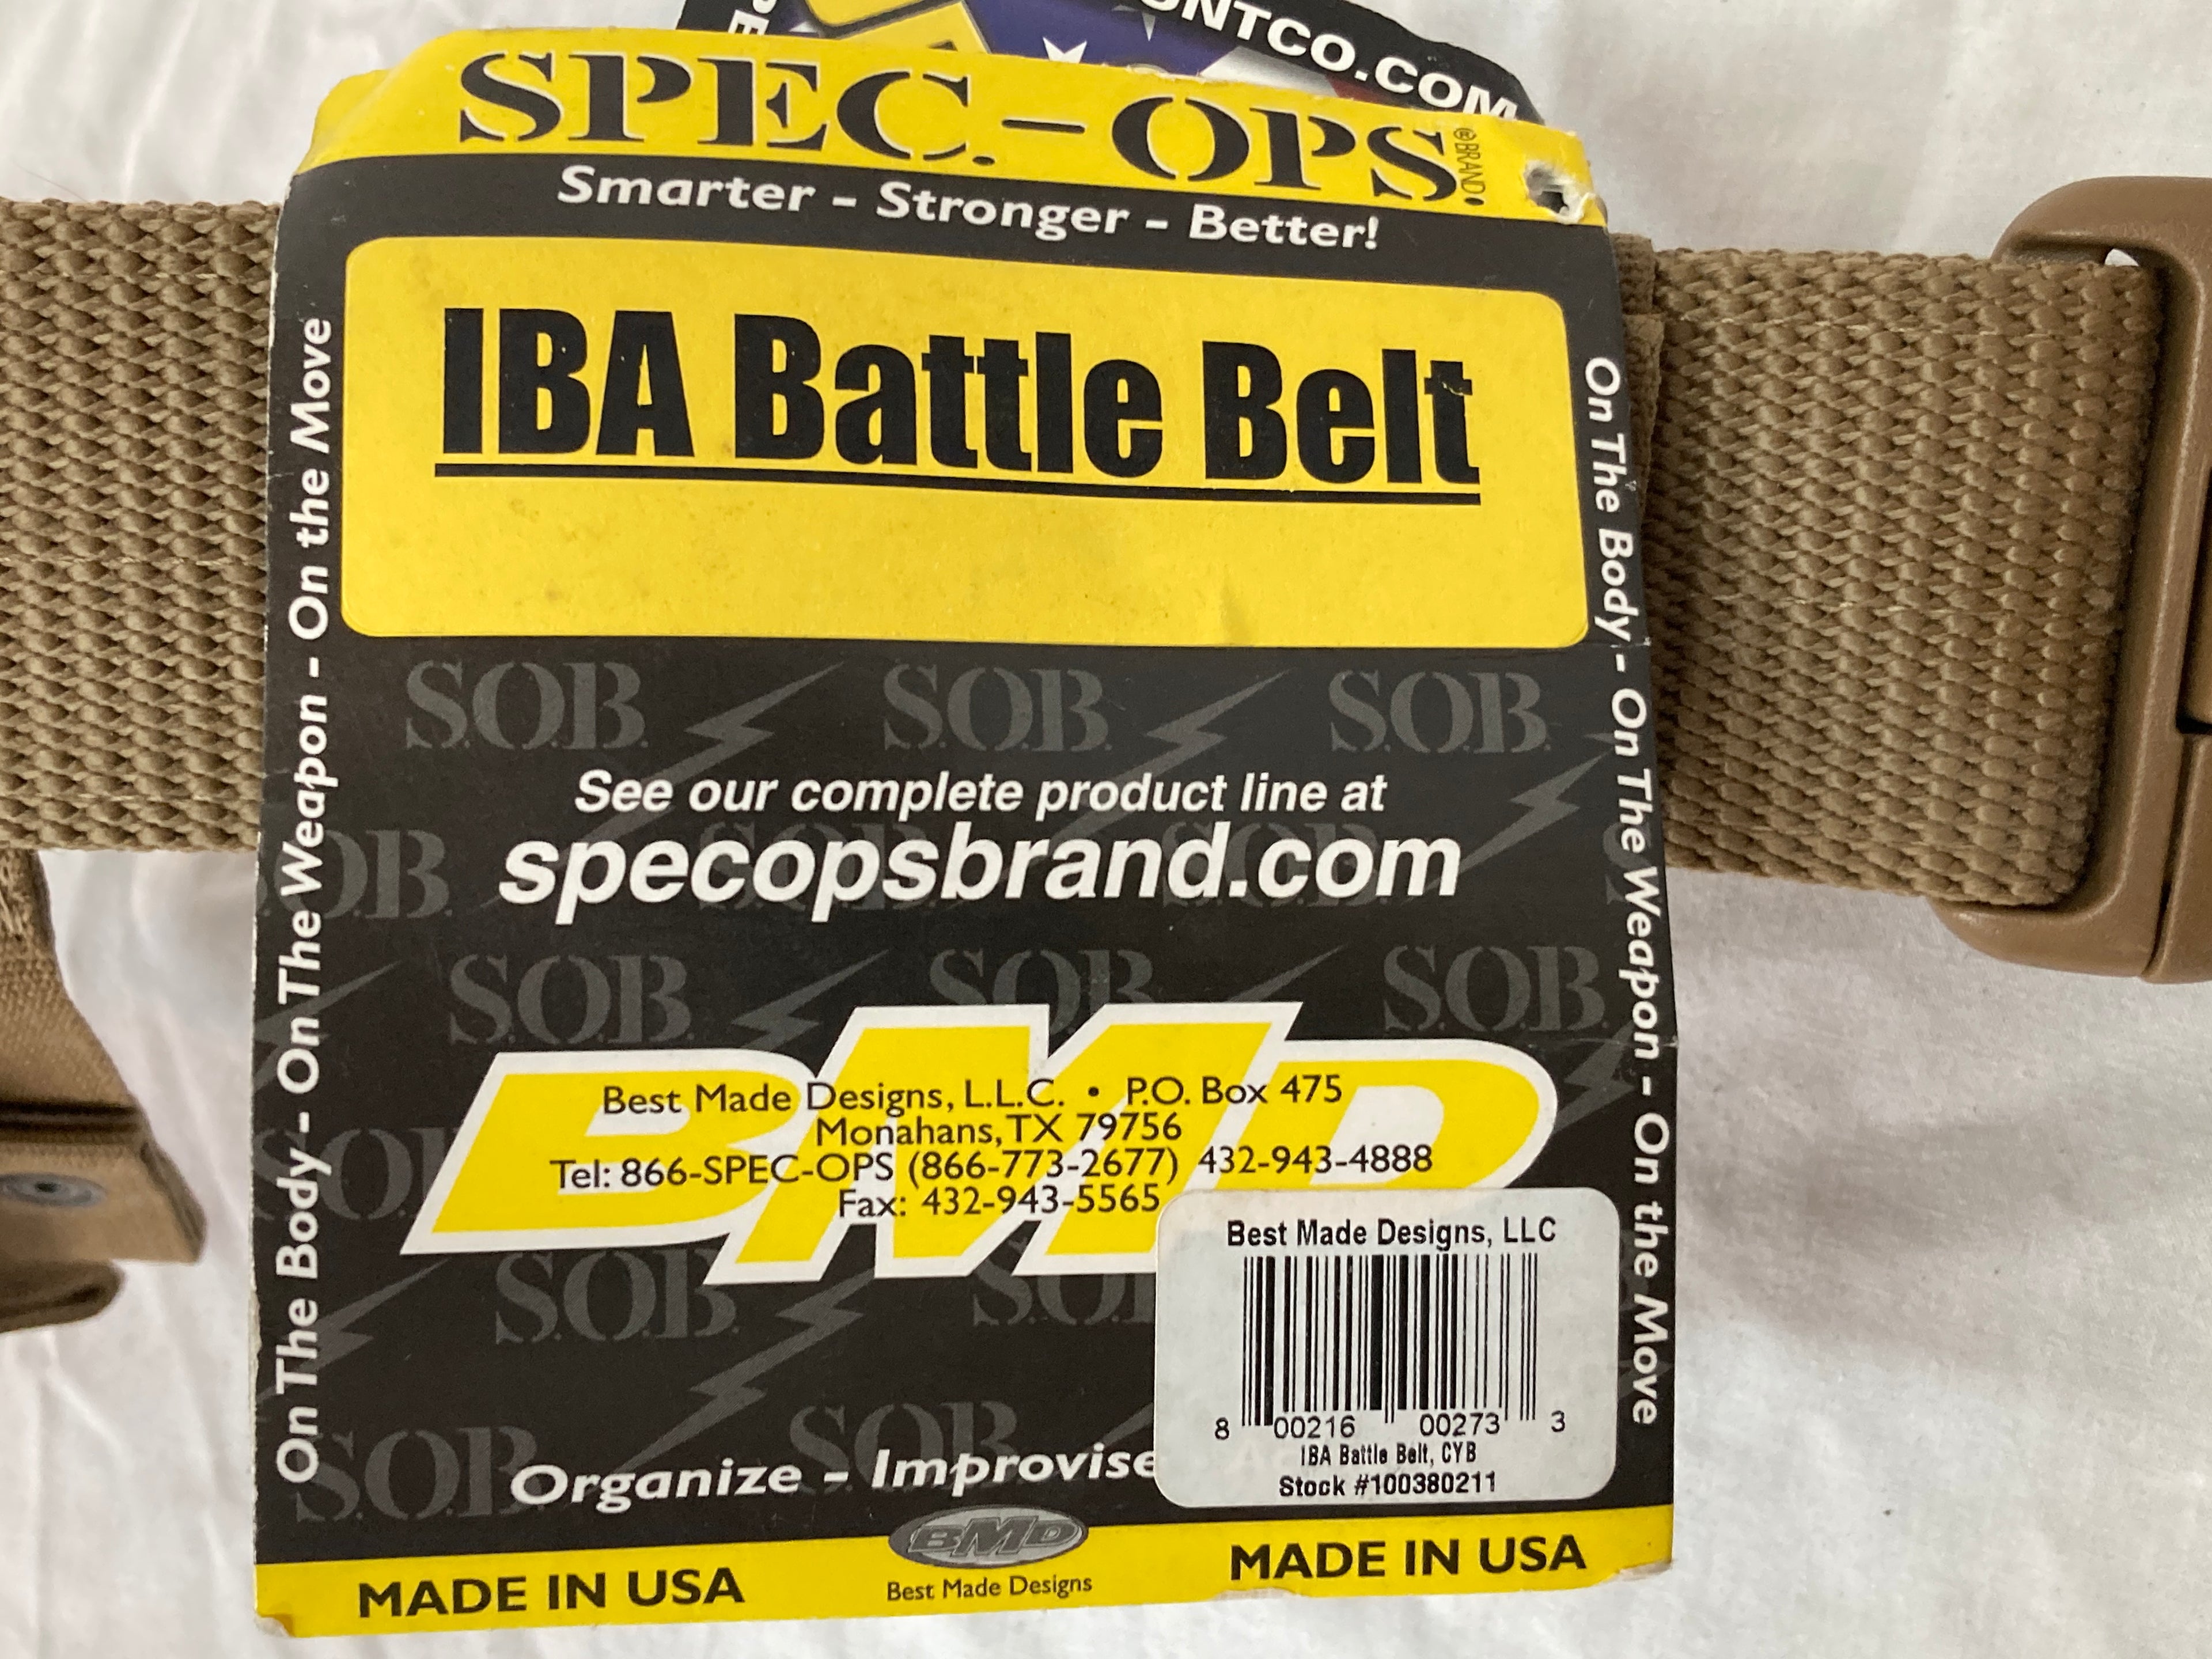 ONTCO.COM
SPEC.-OPS.
®BRAND
Smarter - Stronger - Better!
IBA Battle Belt
On The Body - On The Weapon - On the Move
On The Body - On The Weapon - On the Move
S.O.B. S.O.B. S.O.B.
See our complete product line at
specopsbrand.com
S.O.B. S.O.B. S.O.B.
BMD
Best Made Designs, L.L.C. • P.O. Box 475
Monahans, TX 79756
Tel: 866-SPEC-OPS (866-773-2677) 432-943-4888
Fax: 432-943-5565
Best Made Designs, LLC
8 00216 00273 3
IBA Battle Belt, CYB
Stock #100380211
S.O.B.
S.O.B. S.O.B.
Organize - Improvise
MADE IN USA
BMD
Best Made Designs
MADE IN USA